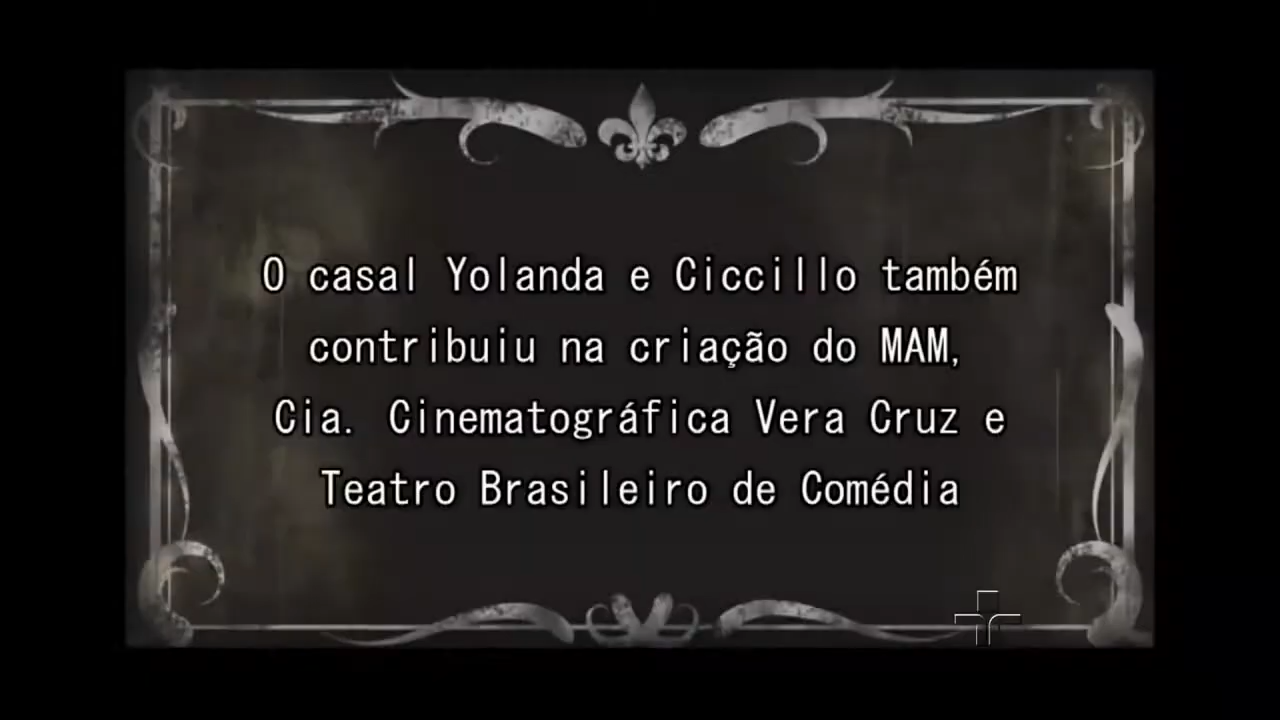 O casal Yolanda e Ciccillo também
contribuiu na criação do MAM,
Cia. Cinematográfica Vera Cruz e
Teatro Brasileiro de Comédia